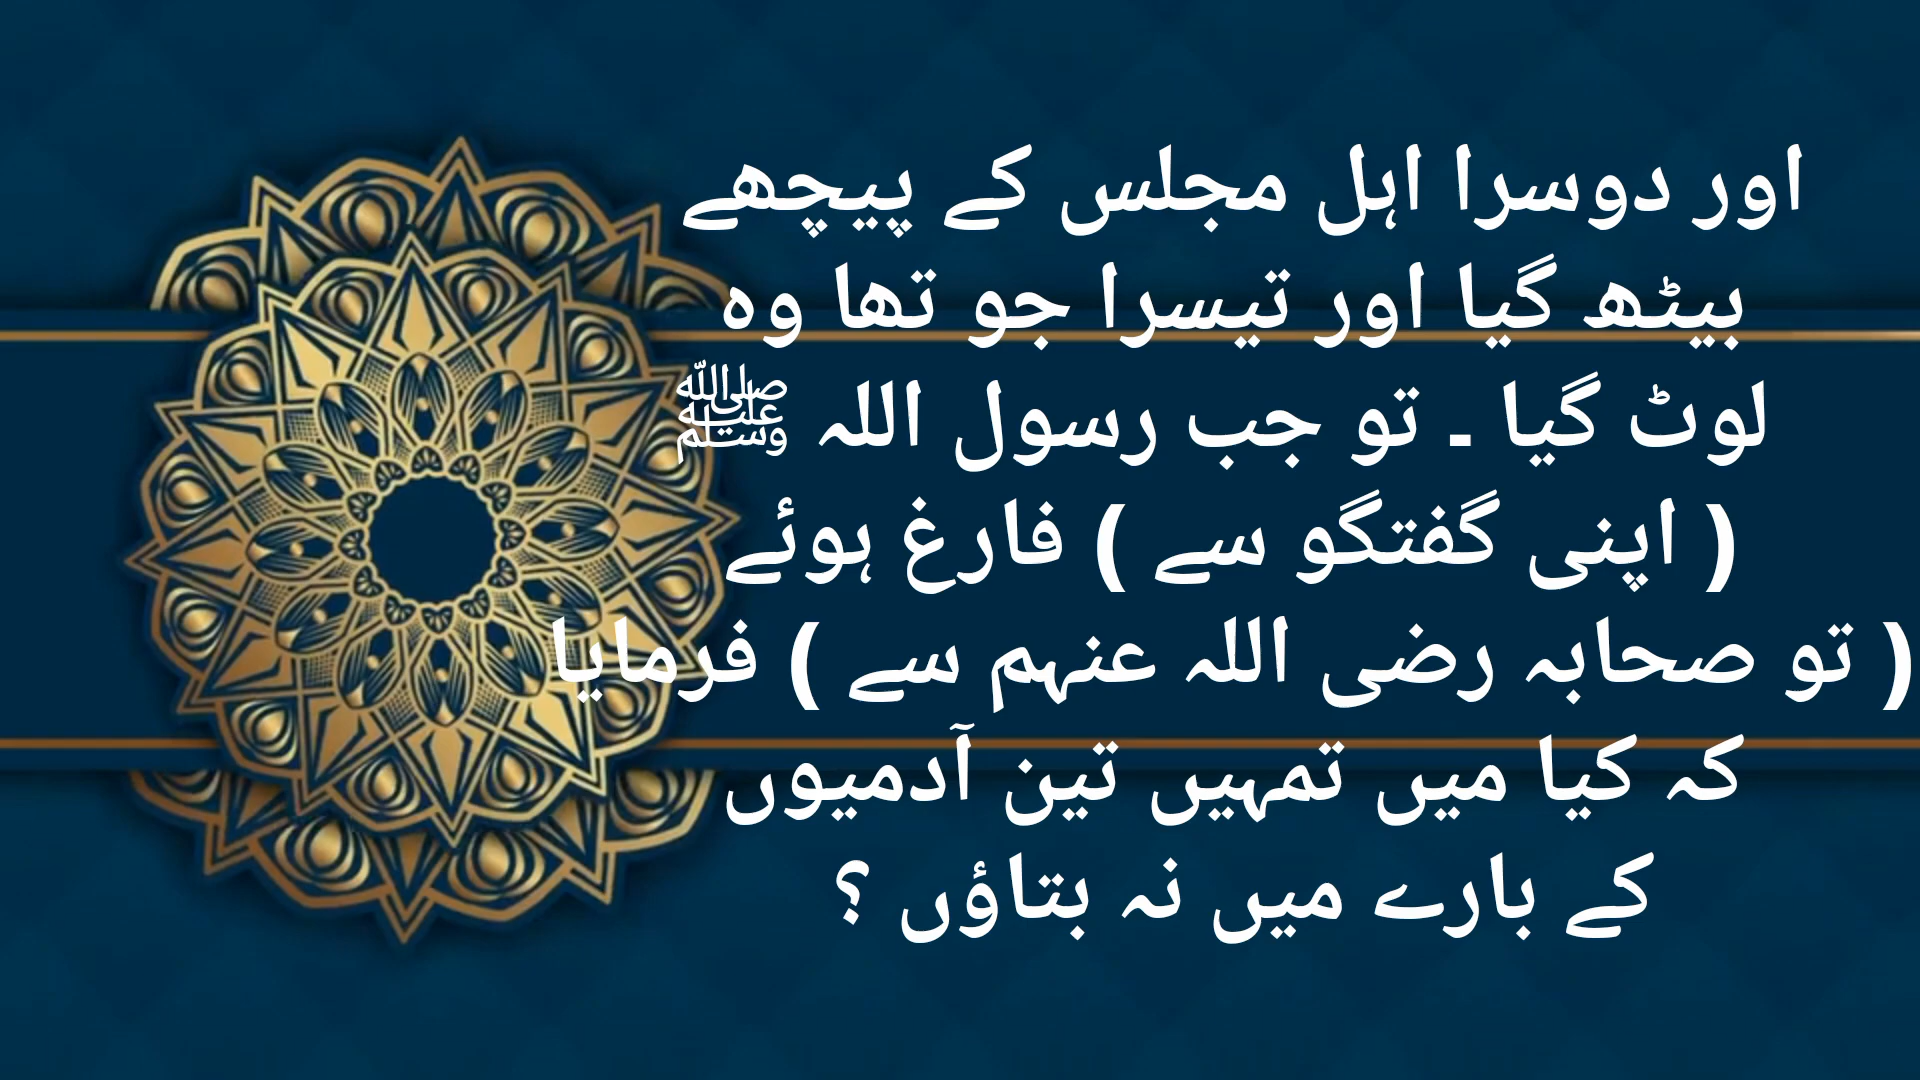 اور دوسرا اہل مجلس کے پیچھے
بیٹھ گیا اور تیسرا جو تھا وہ
لوٹ گیا ۔ تو جب رسول اللہ ﷺ
( اپنی گفتگو سے ) فارغ ہوئے
( تو صحابہ رضی اللہ عنہم سے ) فرمایا
کہ کیا میں تمہیں تین آدمیوں
کے بارے میں نہ بتاؤں ؟